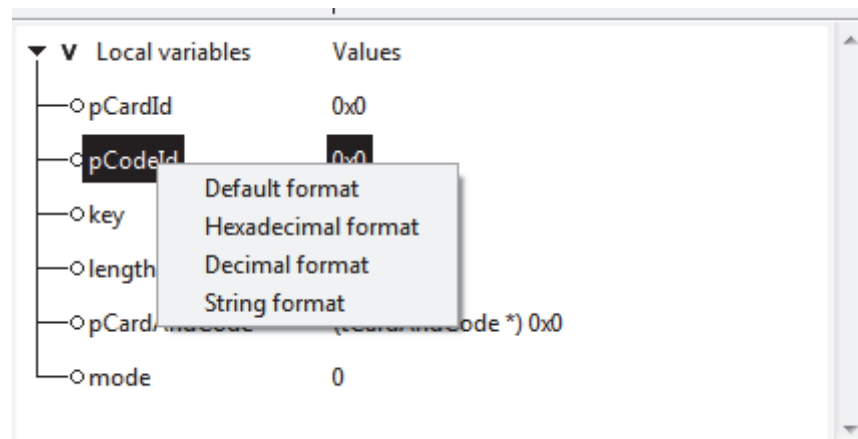 Local variables Values
pCardId 0x0
pCodeId 0x0
Default format
key
Hexadecimal format
length
Decimal format
String format
*) 0x0
mode 0